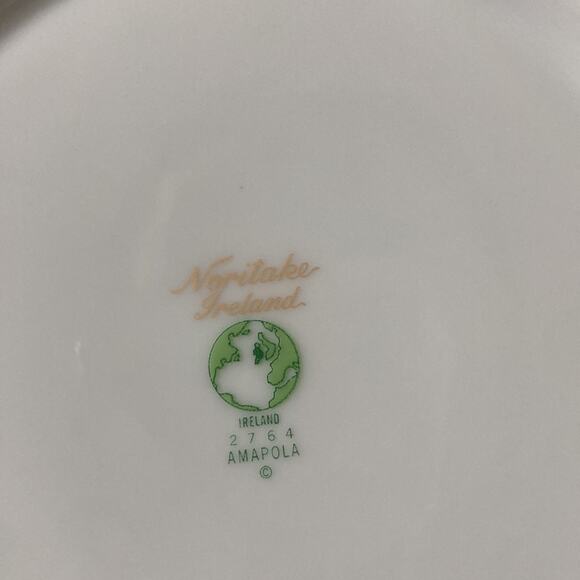 Noritake
Ireland
IRELAND
2764
AMAPOLA
©